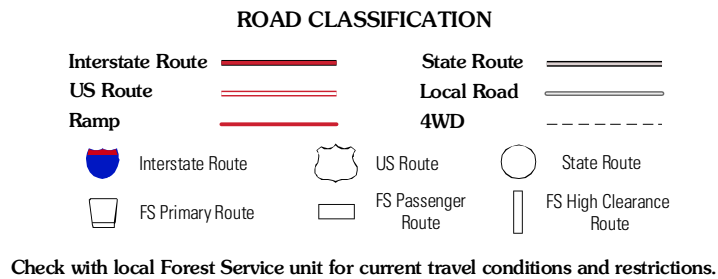 ROAD CLASSIFICATION
Interstate Route
State Route
US Route
Local Road
Ramp
4WD
Interstate Route
US Route
State Route
FS Primary Route
FS Passenger
Route
FS High Clearance
Route
Check with local Forest Service unit for current travel conditions and restrictions.